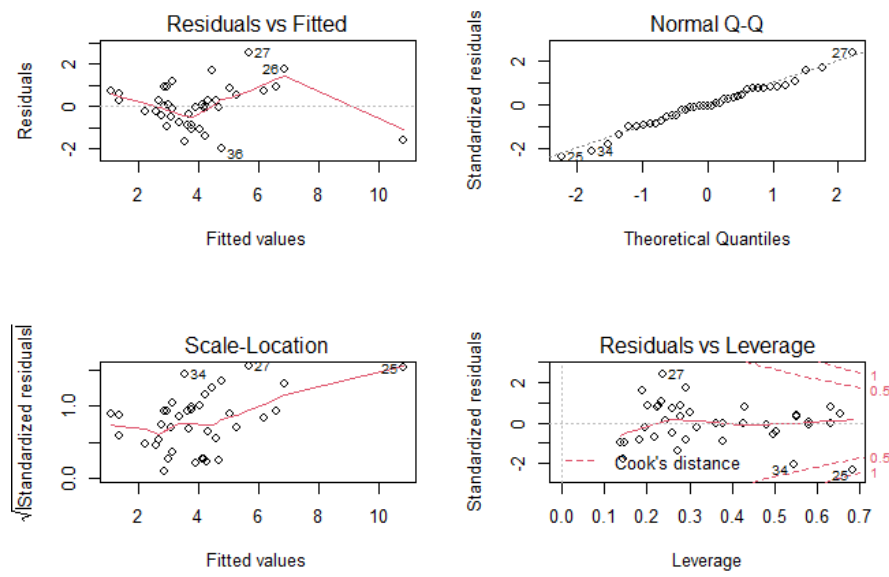 Residuals vs Fitted
Residuals
2
0
-2
27
26
36
2 4 6 8 10
Fitted values
Normal Q-Q
Standardized residuals
2
0
-2
27
25
34
-2 -1 0 1 2
Theoretical Quantiles
Scale-Location
√|Standardized residuals|
1.0
0.0
34
27
25
2 4 6 8 10
Fitted values
Residuals vs Leverage
Standardized residuals
2
0
-2
27
34
25
Cook's distance
1
0.5
0.5
1
0.0 0.1 0.2 0.3 0.4 0.5 0.6 0.7
Leverage